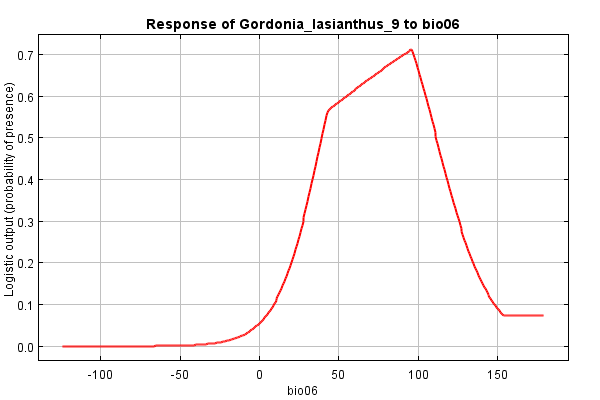 Response of Gordonia_lasianthus_9 to bio06
Logistic output (probability of presence)
0.7
0.6
0.5
0.4
0.3
0.2
0.1
0.0
-100 -50 0 50 100 150
bio06